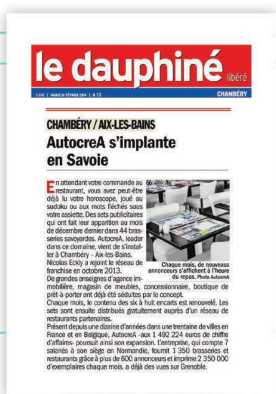 le dauphiné
libéré
CHAMBÉRY
CHAMBÉRY / AIX-LES-BAINS
AutocreA s'implante
en Savoie
En attendant votre commande au
restaurant, vous avez peut-être
déjà lu votre horoscope, joué au
sudoku ou aux mots fléchés sous
votre assiette. Des sets publicitaires
qui ont fait leur apparition au mois
de décembre dernier dans 44 bras-
series savoyardes. AutocreA, leader
dans ce domaine, vient de s'instal-
ler à Chambéry - Aix-les-Bains.
Nicolas Eckly a rejoint le réseau de
franchise en octobre 2013.
Chaque mois, de nouveaux
annonceurs s'affichent à l'heure
du repas. Photo AutocreA
De grandes enseignes d'agence im-
mobilière, magasin de meubles, concessionnaire, boutique de
prêt-à-porter ont déjà été séduites par le concept.
Chaque mois, le contenu des six à huit encarts est renouvelé. Les
sets sont ensuite distribués gratuitement auprès d'un réseau de
restaurants partenaires.
Présent depuis une dizaine d'années dans une trentaine de villes en
France et en Belgique, AutocreA -aux 1 492 224 euros de chiffre
d'affaires- poursuit ainsi son expansion. L'entreprise, qui compte 7
salariés à son siège en Normandie, fournit 1 350 brasseries et
restaurants grâce à plus de 600 annonceurs et imprime 2 350 000
d'exemplaires chaque mois, a déjà des vues sur Grenoble.